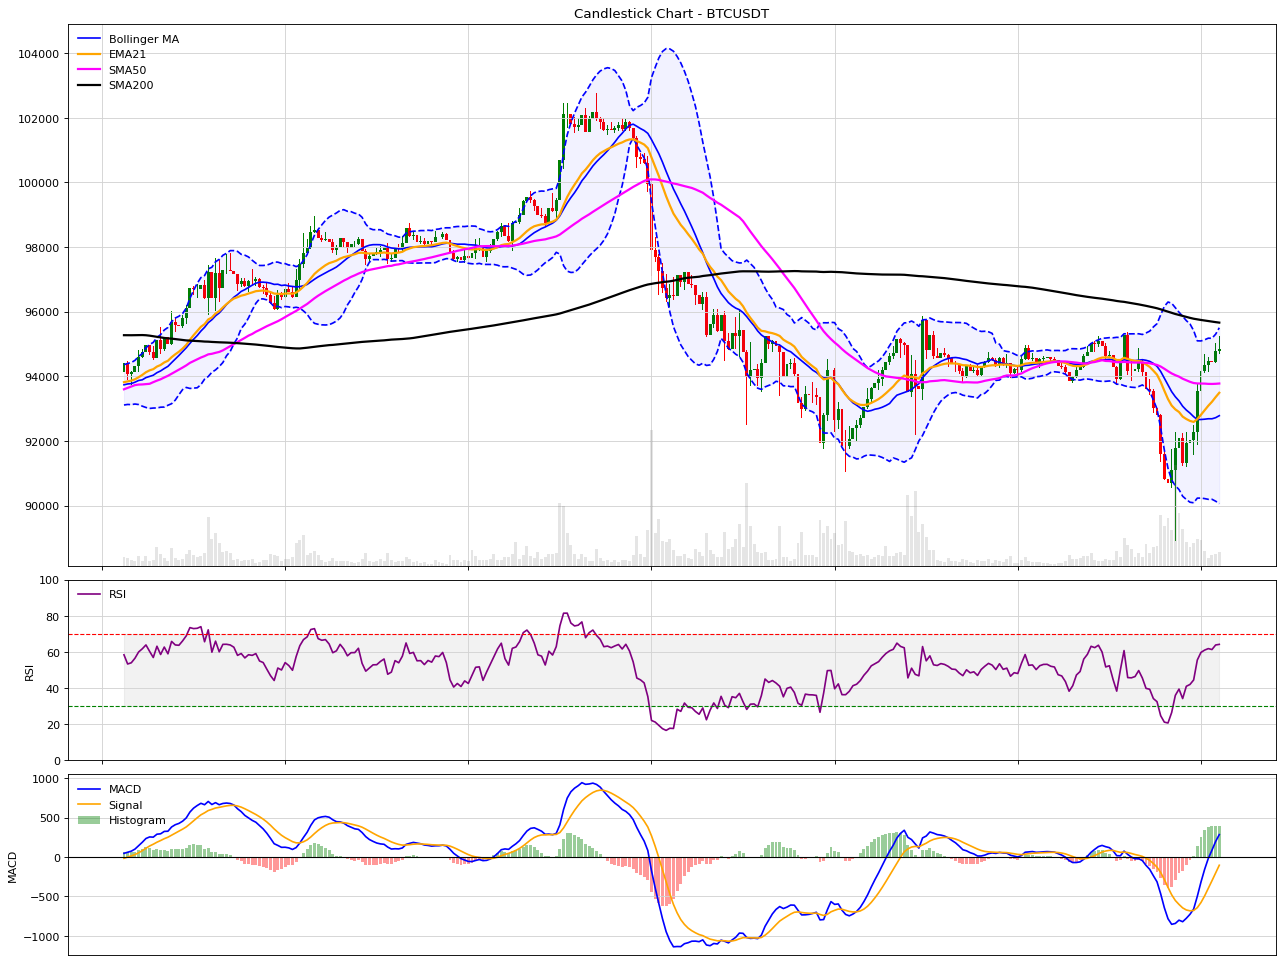 Candlestick Chart - BTCUSDT
Bollinger MA
EMA21
SMA50
SMA200
104000
102000
100000
98000
96000
94000
92000
90000
RSI
100
80
60
40
20
0
RSI
MACD
Signal
Histogram
1000
500
0
−500
−1000
MACD